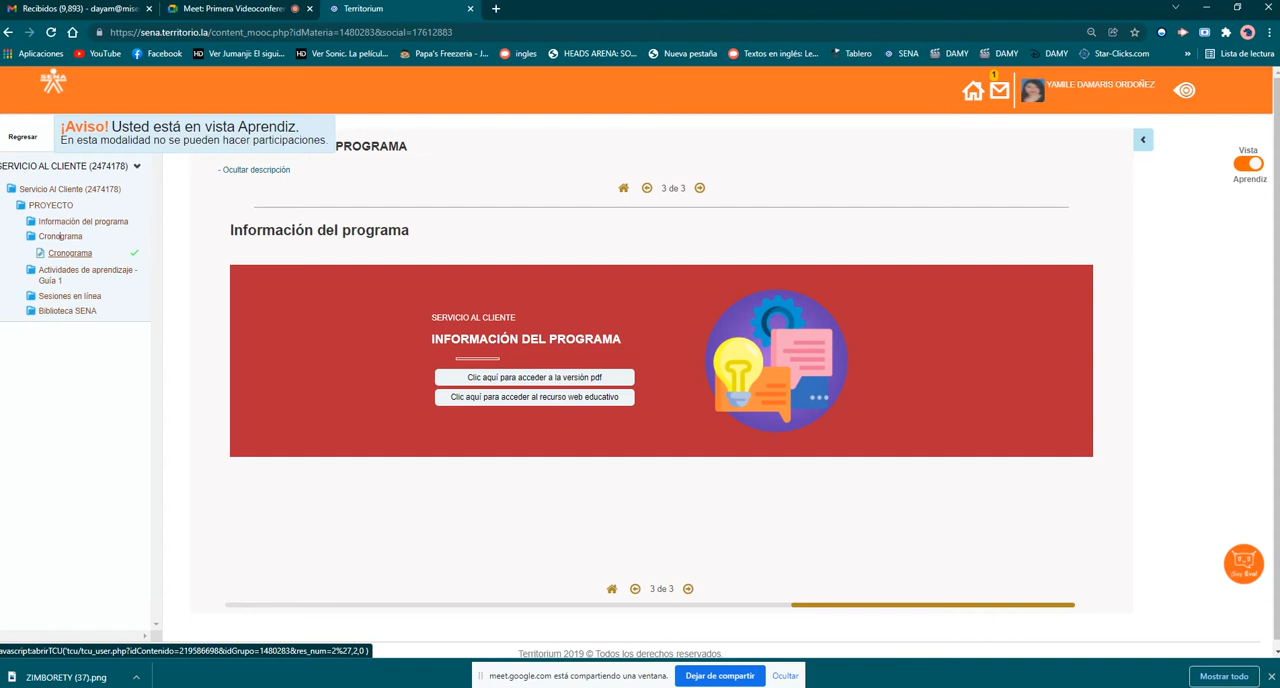 Recibidos (9,893) - dayam@mise
Meet: Primera Videoconferen
Territorium
https://sena.territorio.la/content_mooc.php?idMateria=1480283&social=17612883
Aplicaciones
YouTube
Facebook
HD Ver Jumanji: El sigui...
HD Ver Sonic. La pelícu...
Papa's Freezeria - J...
ingles
HEADS ARENA: SO...
Nueva pestaña
Textos en inglés: Le...
Tablero
SENA
DAMY
DAMY
DAMY
Star-Clicks.com
»
Lista de lectura
SENA
1
YAMILE DAMARIS ORDOÑEZ
¡Aviso! Usted está en vista Aprendiz.
En esta modalidad no se pueden hacer participaciones.
Regresar
PROGRAMA
Vista
Aprendiz
SERVICIO AL CLIENTE (2474178)
- Ocultar descripción
Servicio Al Cliente (2474178)
3 de 3
PROYECTO
Información del programa
Cronograma
Cronograma
Actividades de aprendizaje -
Guía 1
Sesiones en línea
Biblioteca SENA
Información del programa
SERVICIO AL CLIENTE
INFORMACIÓN DEL PROGRAMA
Clic aquí para acceder a la versión pdf
Clic aquí para acceder al recurso web educativo
¡Soy Eva!
3 de 3
avascript:abrirTCU('tcu/tcu_user.php?idContenido=219586698&idGrupo=1480283&res_num=2%27,2,0 )
Territorium 2019 © Todos los derechos reservados.
ZIMBORETY (37).png
meet.google.com está compartiendo una ventana.
Dejar de compartir
Ocultar
Mostrar todo